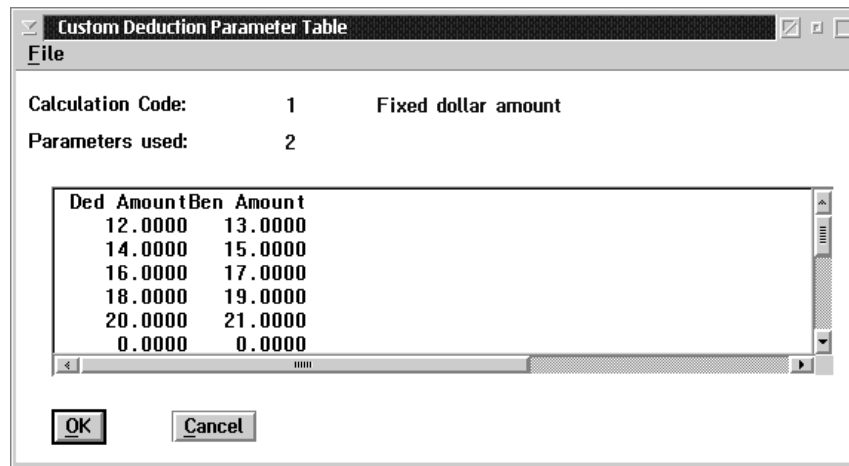 Custom Deduction Parameter Table
File
Calculation Code: 1 Fixed dollar amount
Parameters used: 2
Ded Amount Ben Amount
12.0000 13.0000
14.0000 15.0000
16.0000 17.0000
18.0000 19.0000
20.0000 21.0000
0.0000 0.0000
OK Cancel